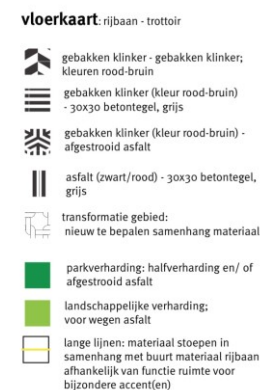 vloerkaart: rijbaan - trottoir
gebakken klinker - gebakken klinker;
kleuren rood-bruin
gebakken klinker (kleur rood-bruin)
- 30x30 betontegel, grijs
gebakken klinker (kleur rood-bruin) -
afgestrooid asfalt
asfalt (zwart/rood) - 30x30 betontegel,
grijs
transformatie gebied:
nieuw te bepalen samenhang materiaal
parkverharding: halfverharding en/ of
afgestrooid asfalt
landschappelijke verharding;
voor wegen asfalt
lange lijnen: materiaal stoepen in
samenhang met buurt materiaal rijbaan
afhankelijk van functie ruimte voor
bijzondere accent(en)